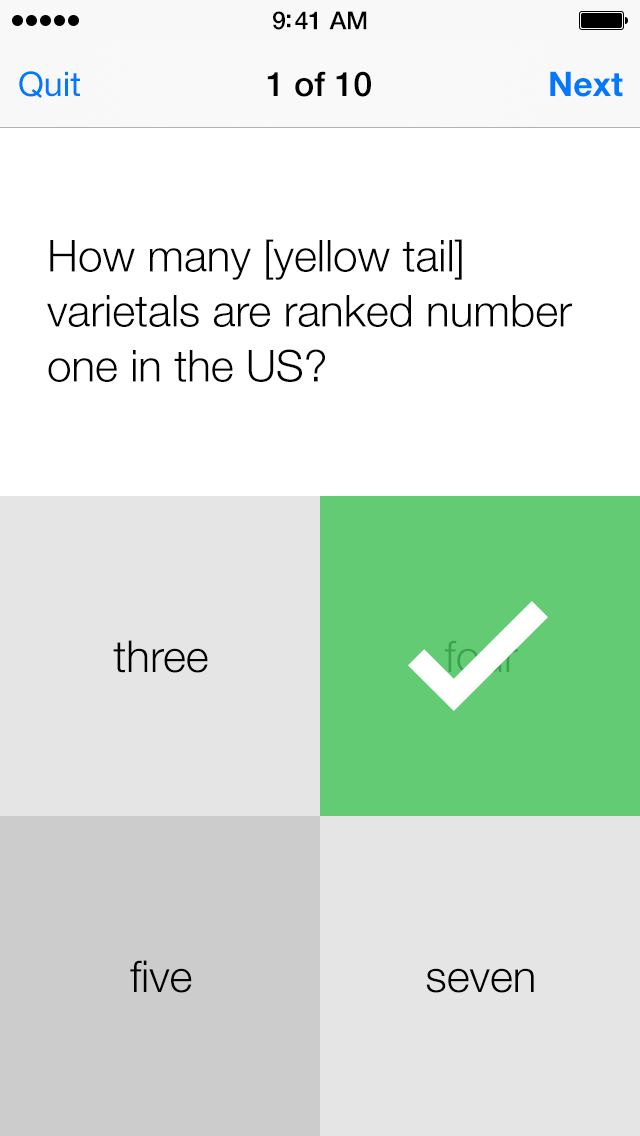 9:41 AM
Quit 1 of 10 Next
How many [yellow tail]
varietals are ranked number
one in the US?
three
four
five
seven